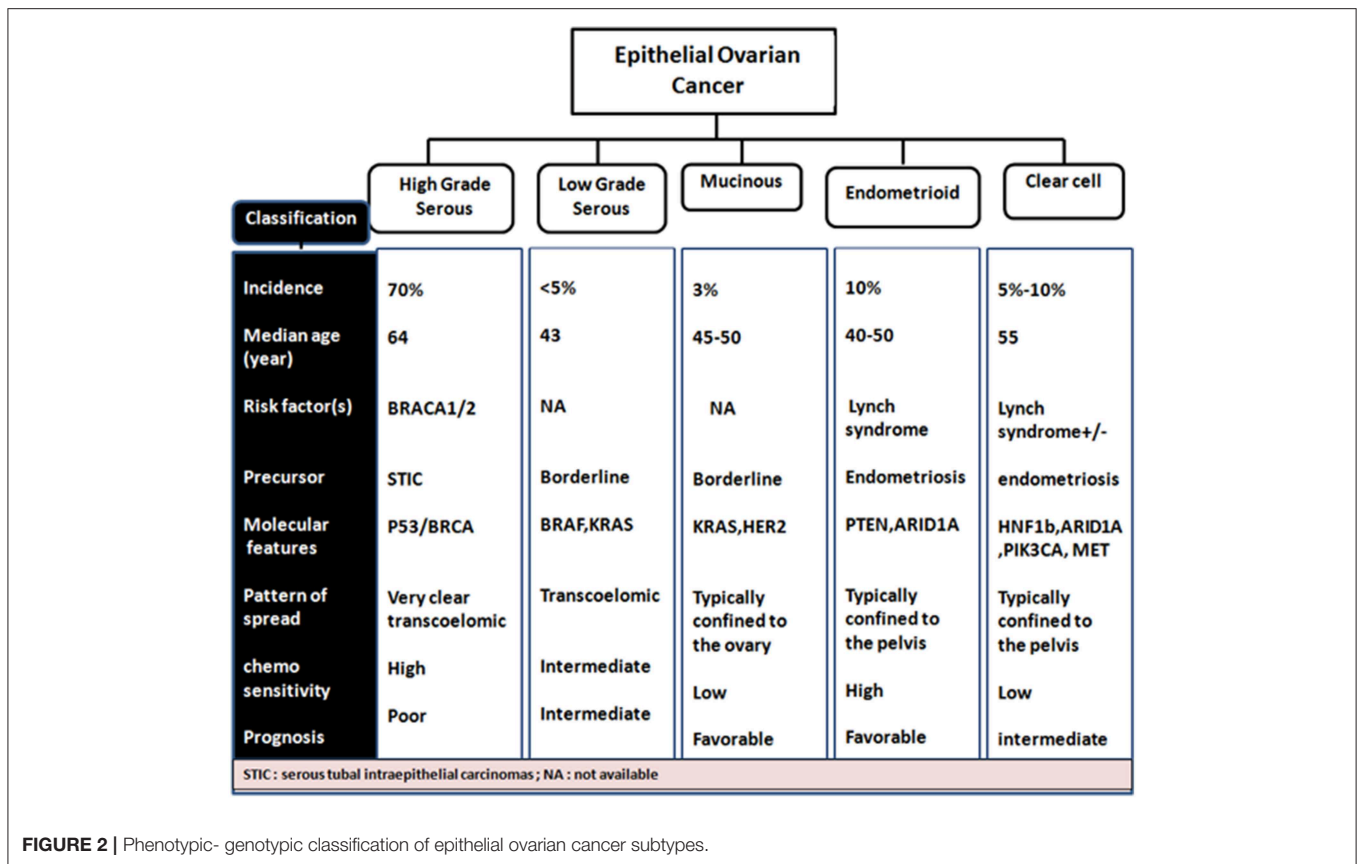 Epithelial Ovarian
Cancer
High Grade
Serous
Low Grade
Serous
Mucinous
Endometrioid
Clear cell
Classification
Incidence
70%
<5%
3%
10%
5%-10%
Median age
(year)
64
43
45-50
40-50
55
Risk factor(s)
BRACA1/2
NA
NA
Lynch
syndrome
Lynch
syndrome+/-
Precursor
STIC
Borderline
Borderline
Endometriosis
endometriosis
Molecular
features
P53/BRCA
BRAF,KRAS
KRAS,HER2
PTEN,ARID1A
HNF1b,ARID1A
,PIK3CA, MET
Pattern of
spread
Very clear
transcoelomic
Transcoelomic
Typically
confined to
the ovary
Typically
confined to
the pelvis
Typically
confined to
the pelvis
chemo
sensitivity
High
Intermediate
Low
High
Low
Prognosis
Poor
Intermediate
Favorable
Favorable
intermediate
STIC : serous tubal intraepithelial carcinomas ; NA : not available
FIGURE 2 | Phenotypic- genotypic classification of epithelial ovarian cancer subtypes.